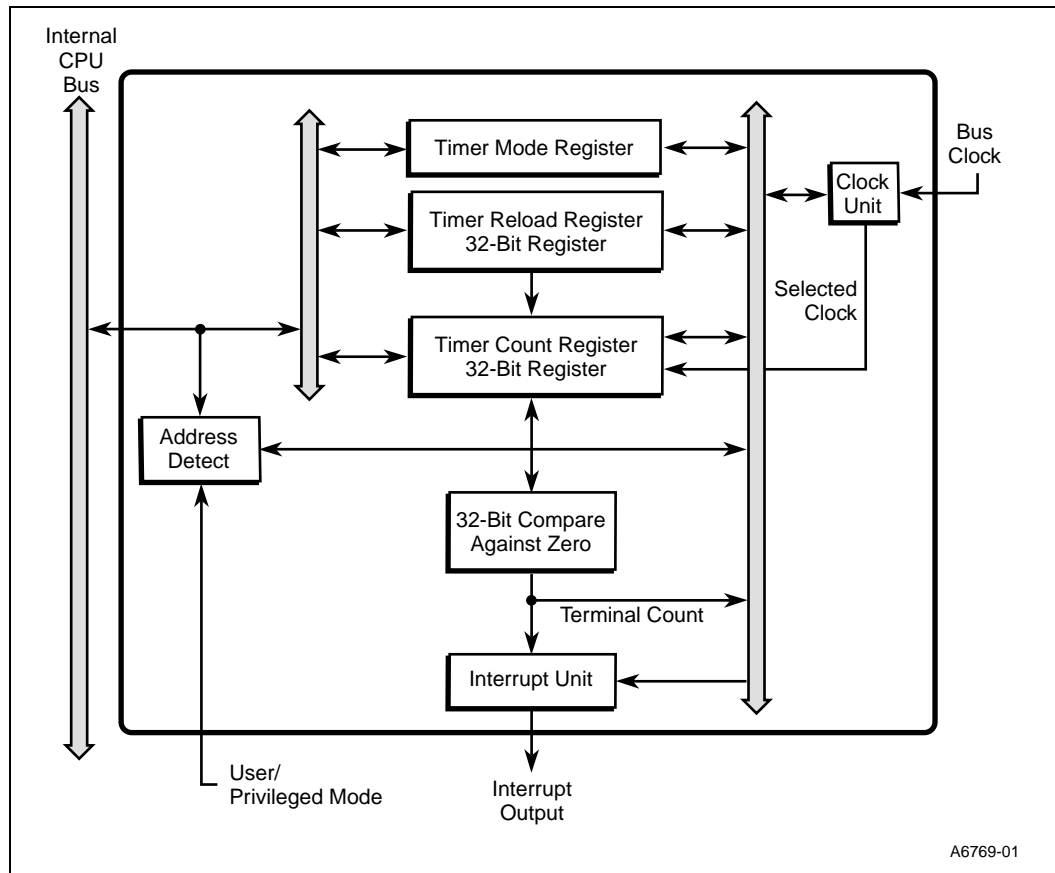 Internal
CPU
Bus
Timer Mode Register
Bus
Clock
Clock
Unit
Timer Reload Register
32-Bit Register
Selected
Clock
Timer Count Register
32-Bit Register
Address
Detect
32-Bit Compare
Against Zero
Terminal Count
Interrupt Unit
User/
Privileged Mode
Interrupt
Output
A6769-01